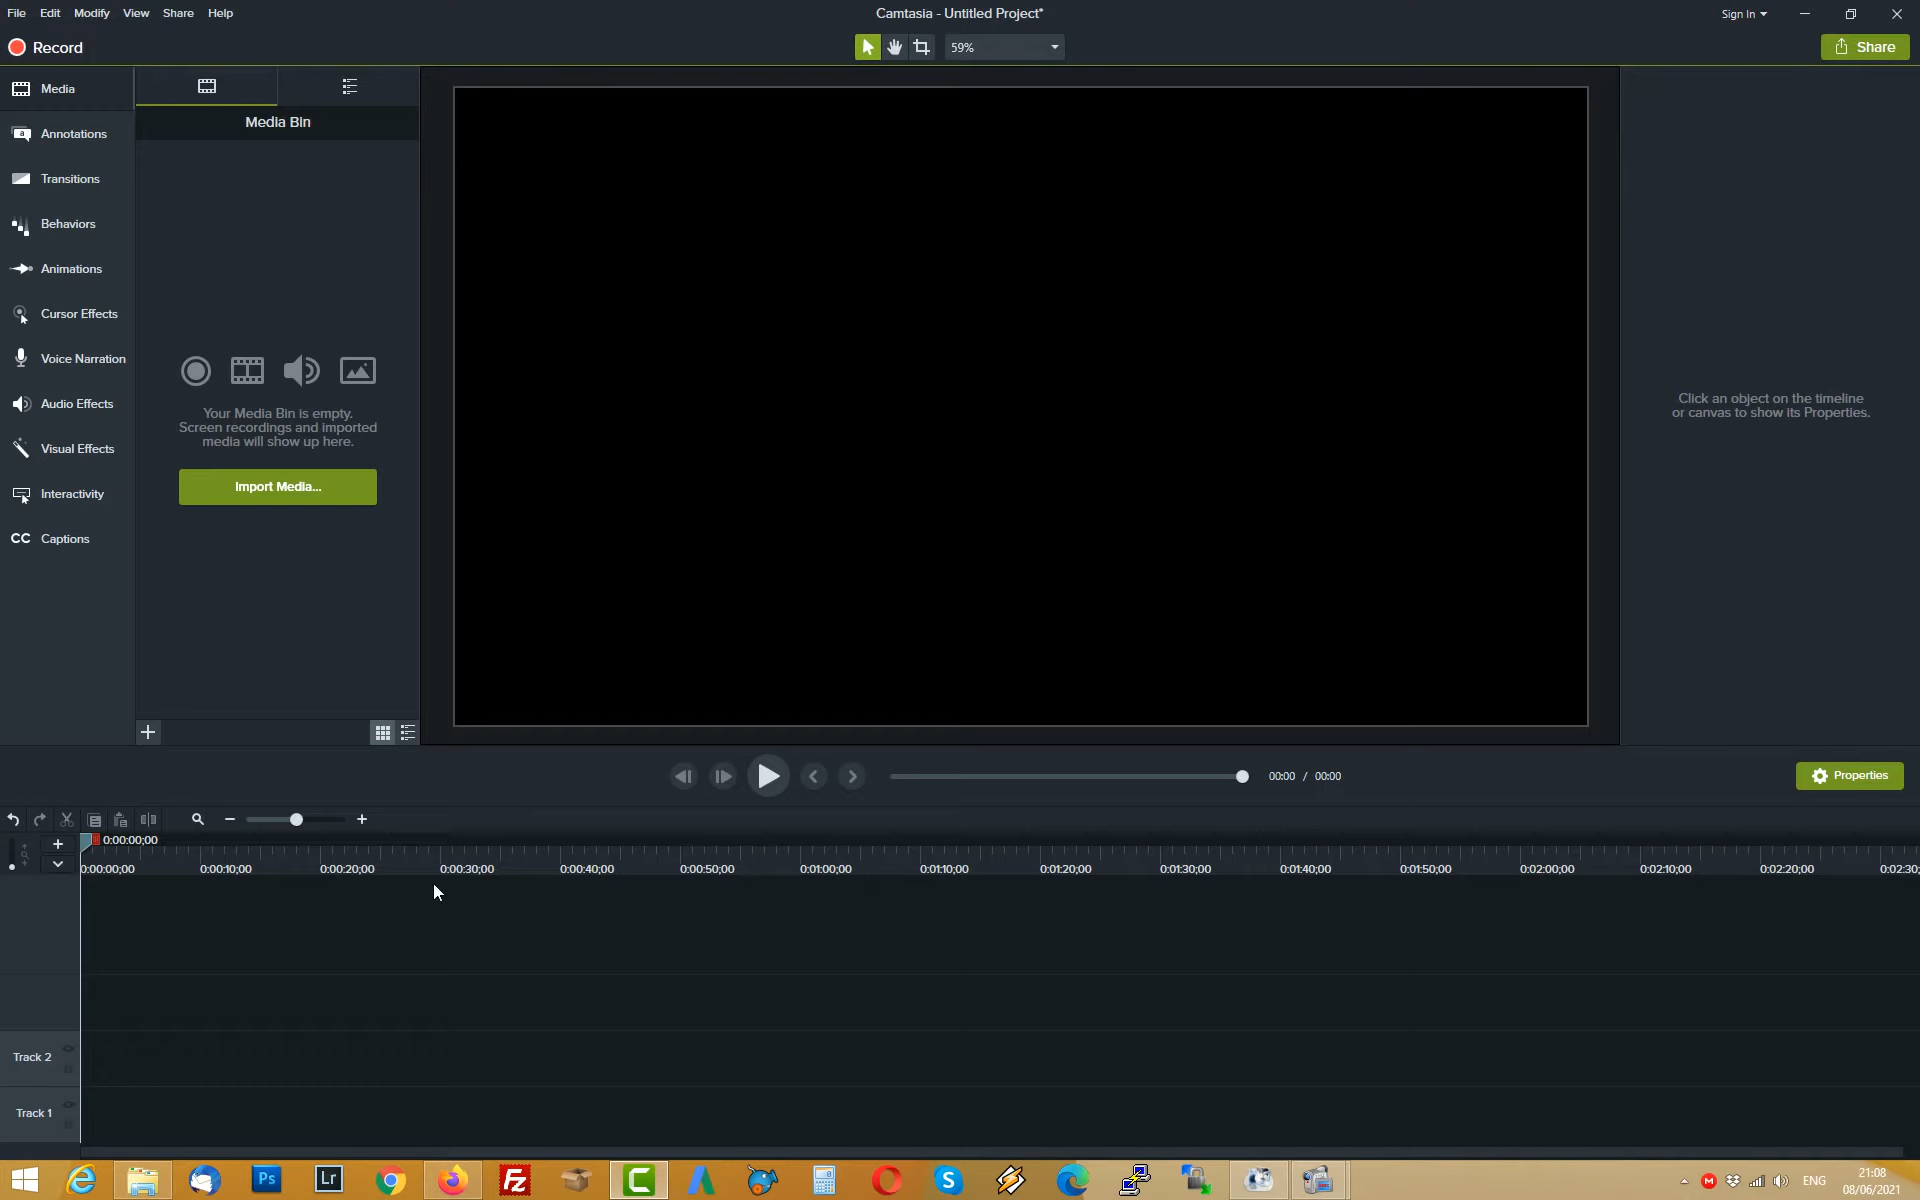 File Edit Modify View Share Help
Camtasia - Untitled Project*
Sign In
Record
59%
Share
Media
Annotations
Transitions
Behaviors
Animations
Cursor Effects
Voice Narration
Audio Effects
Visual Effects
Interactivity
CC Captions
Media Bin
Your Media Bin is empty.
Screen recordings and imported
media will show up here.
Import Media...
Click an object on the timeline
or canvas to show its Properties.
00:00 / 00:00
Properties
0:00:00;00
0:00:00;00 0:00:10;00 0:00:20;00 0:00:30;00 0:00:40;00 0:00:50;00 0:01:00;00 0:01:10;00 0:01:20;00 0:01:30;00 0:01:40;00 0:01:50;00 0:02:00;00 0:02:10;00 0:02:20;00 0:02:30;
Track 2
Track 1
Ps Lr Fz C S M ENG
21:08
08/06/2021